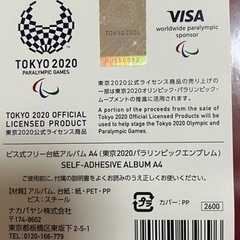 TOKYO 2020
PARALYMPIC GAMES
TOKYO 2020 OFFICIAL
LICENSED PRODUCT
東京2020公式ライセンス商品
VISA
worldwide paralympic
sponsor
東京2020公式ライセンス商品の売り上げの
一部は東京2020オリンピック・パラリンピック・
ムーブメントの推進に活用されます。
A portion of the proceeds from the sale of
Tokyo 2020 Official Licensed Product will be
used to help stage the Tokyo 2020 Olympic and
Paralympic Games.
ビス式フリー台紙アルバム A4 (東京2020パラリンピックエンブレム)
SELF-ADHESIVE ALBUM A4
【材料】アルバム、台紙：紙・PET・PP
ビス：スチール
ナカバヤシ株式会社
〒174-8602
東京都板橋区東坂下2-5-1
TEL.0120-166-779
カバー：PP
2600